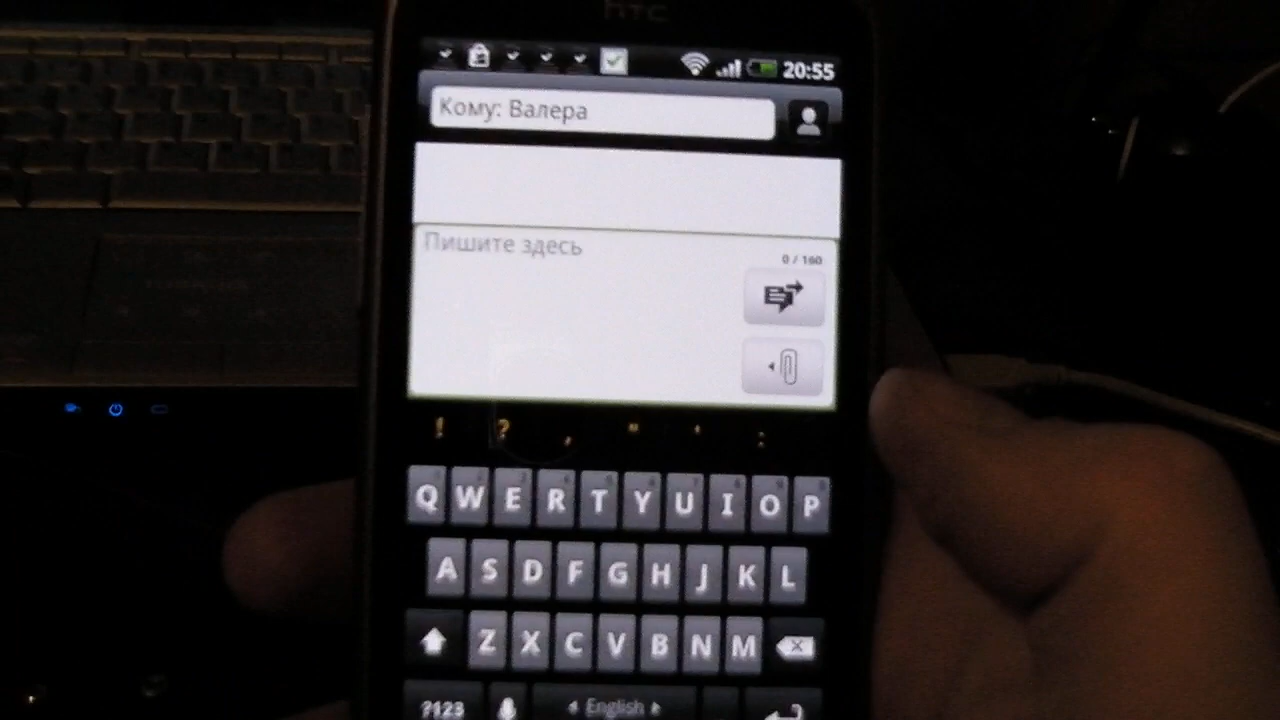 hTC
20:55
Кому: Валера
Пишите здесь
0 / 160
! ? , " ' :
Q W E R T Y U I O P
A S D F G H J K L
Z X C V B N M
?123 English